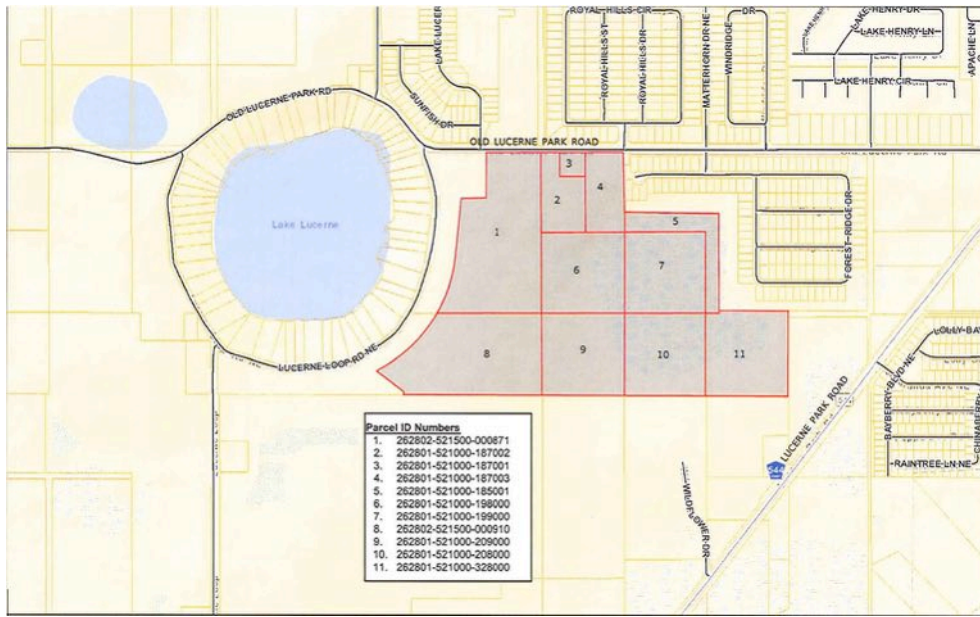 ROYAL HILLS CIR
DR
LAKE HENRY DR
LAKE HENRY LN
APACHE LN
ROYAL HILLS ST
ROYAL HILLS DR
MATTERHORN DR NE
WINDRIDGE
LAKE HENRY CIR
SUNFISH DR
OLD LUCERNE PARK RD
OLD LUCERNE PARK ROAD
3
2
4
5
1
Lake Lucerne
6
7
FOREST RIDGE DR
LUCERNE LOOP RD NE
8
9
10
11
LUCERNE PARK ROAD
544
BAYBERRY BLVD NE
RAINTREE LN NE
Parcel ID Numbers
1. 262802-521500-000871
2. 262801-521000-187002
3. 262801-521000-187001
4. 262801-521000-187003
5. 262801-521000-185001
6. 262801-521000-198000
7. 262801-521000-199000
8. 262802-521500-000910
9. 262801-521000-209000
10. 262801-521000-208000
11. 262801-521000-328000